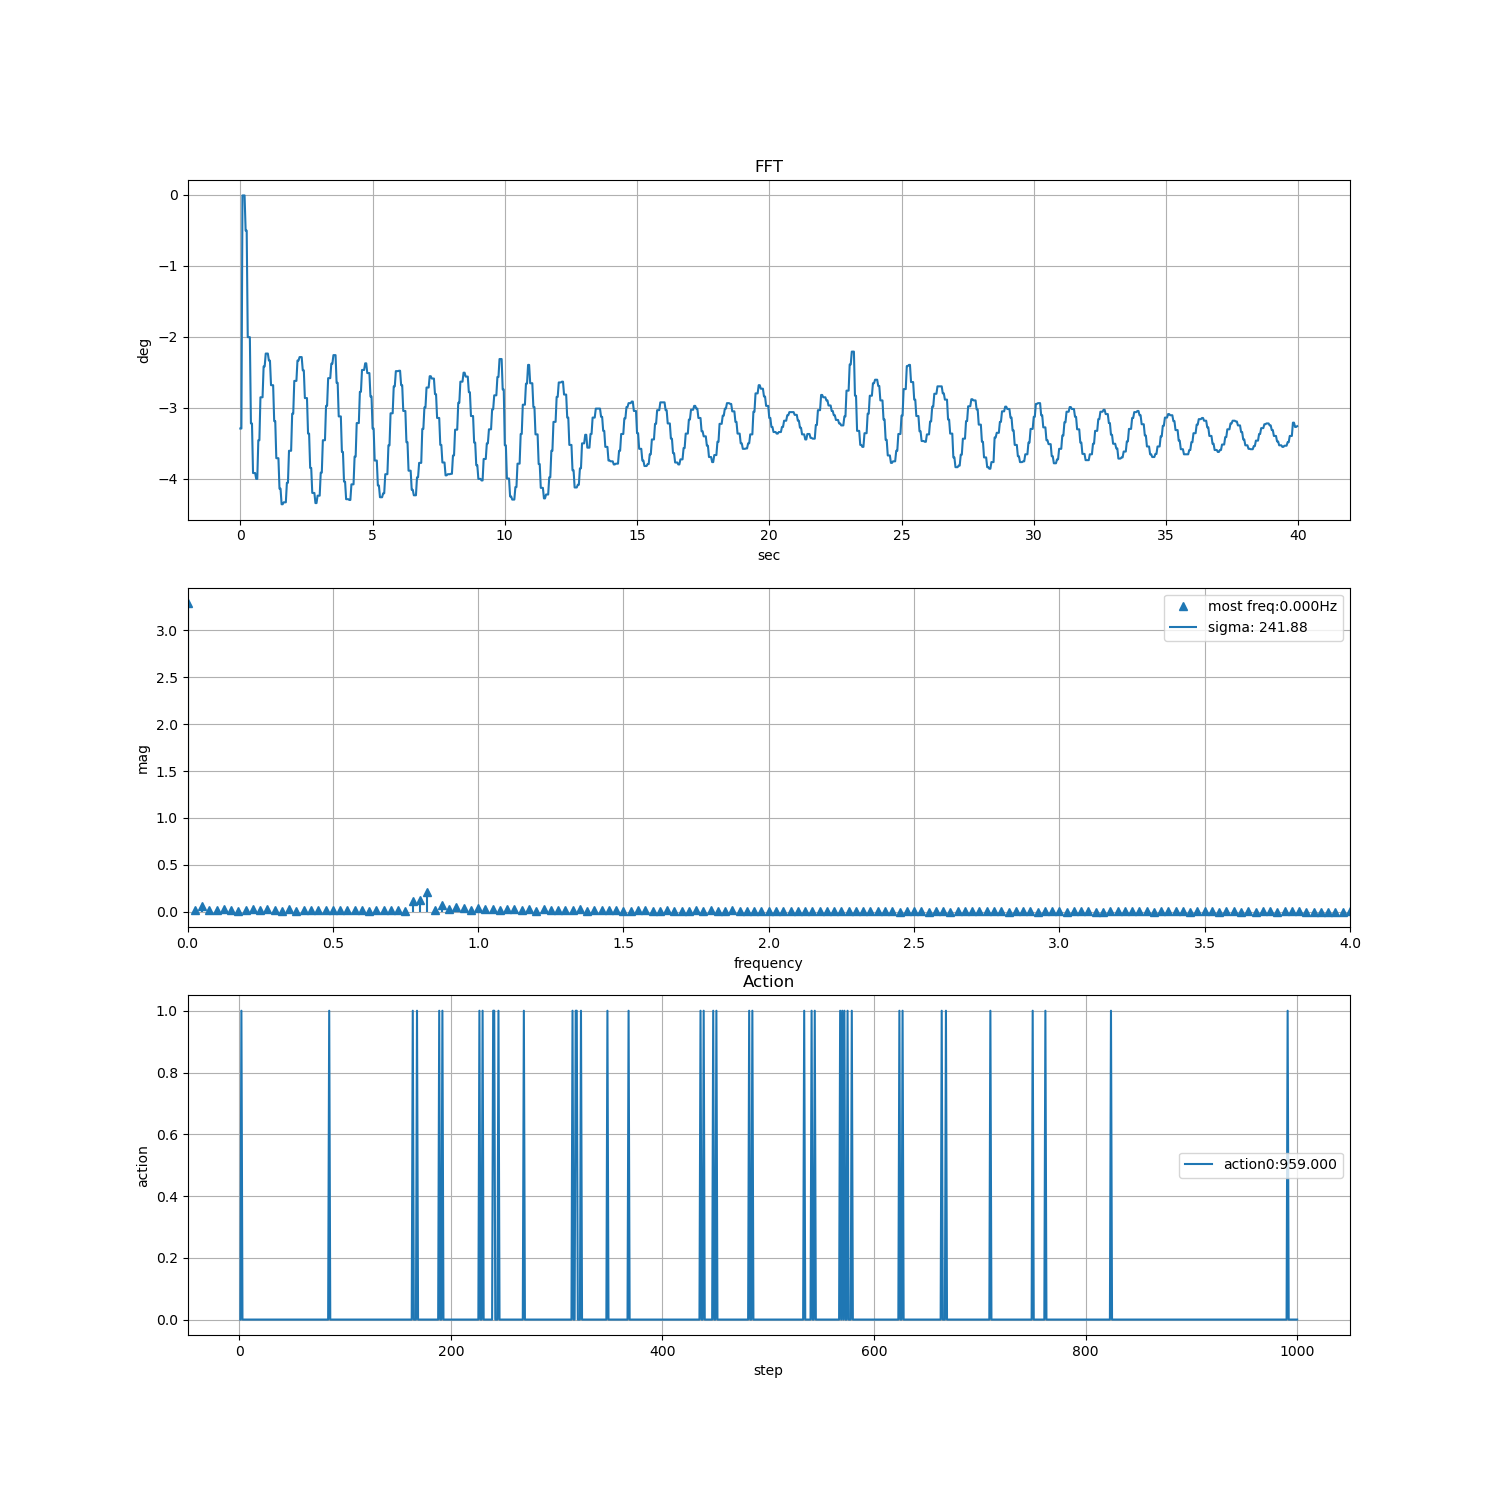 FFT
0
−1
−2
−3
−4
deg
0 5 10 15 20 25 30 35 40
sec
most freq:0.000Hz
sigma: 241.88
3.0
2.5
2.0
1.5
1.0
0.5
0.0
mag
0.0 0.5 1.0 1.5 2.0 2.5 3.0 3.5 4.0
frequency
Action
1.0
0.8
0.6
0.4
0.2
0.0
action
action0:959.000
0 200 400 600 800 1000
step